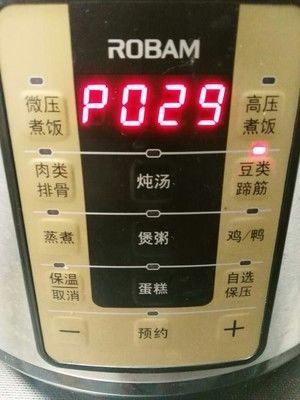 ROBAM
P029
微压
煮饭
高压
煮饭
肉类
排骨
炖汤
豆类
蹄筋
蒸煮
煲粥
鸡/鸭
保温
取消
蛋糕
自选
保压
—
预约
+